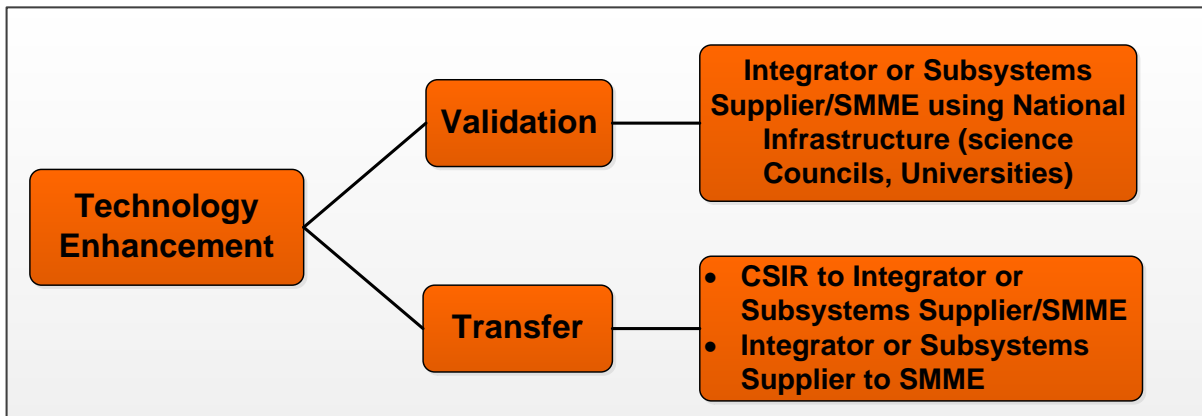 Technology
Enhancement
Validation
Integrator or Subsystems
Supplier/SMME using National
Infrastructure (science
Councils, Universities)
Transfer
• CSIR to Integrator or
Subsystems Supplier/SMME
• Integrator or Subsystems
Supplier to SMME